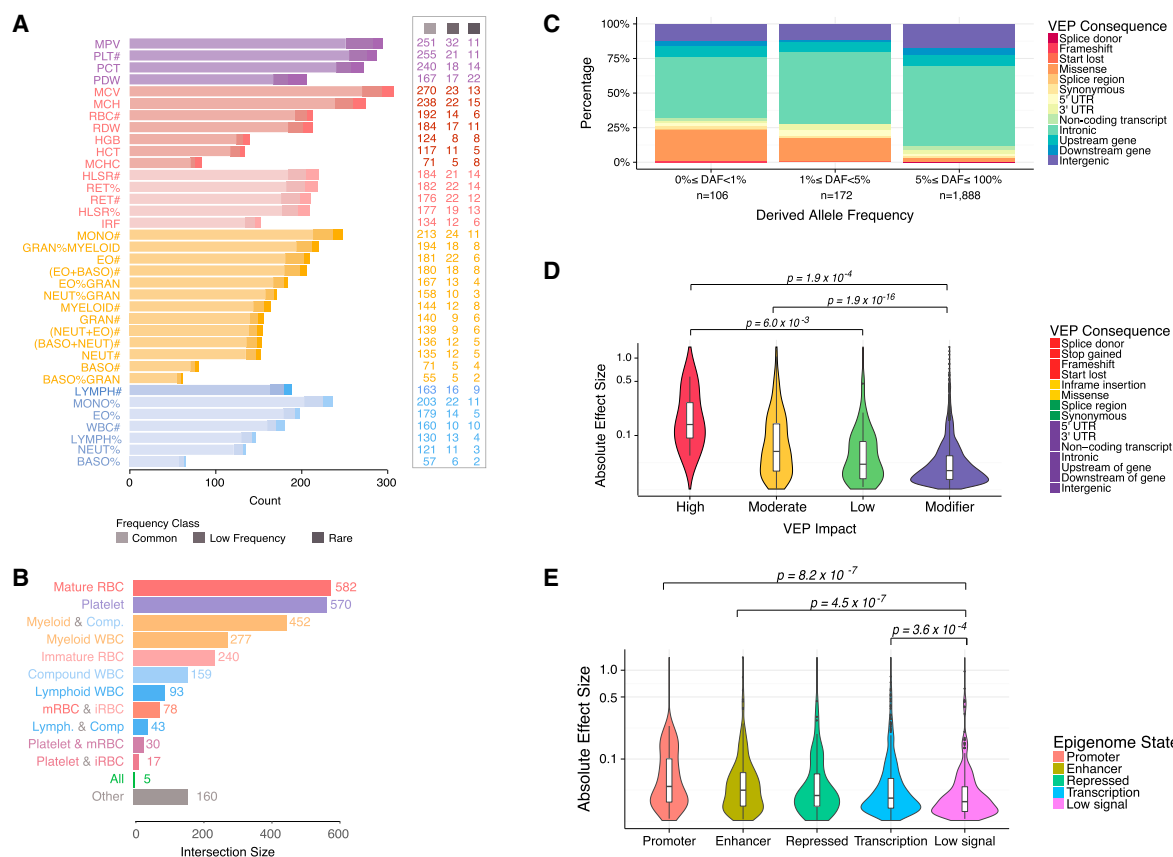 A
MPV 251 32 11
PLT# 255 21 11
PCT 240 18 14
PDW 167 17 22
MCV 270 23 13
MCH 238 22 15
RBC# 192 14 6
RDW 184 17 11
HGB 124 8 8
HCT 117 11 5
MCHC 71 5 8
HLSR# 184 21 14
RET% 182 22 14
RET# 176 22 12
HLSR% 177 19 13
IRF 134 12 6
MONO# 213 24 11
GRAN%MYELOID 194 18 8
EO# 181 22 6
(EO+BASO)# 180 18 8
EO%GRAN 167 13 4
NEUT%GRAN 158 10 3
MYELOID# 144 12 8
GRAN# 140 9 6
(NEUT+EO)# 139 9 6
(BASO+NEUT)# 136 12 5
NEUT# 135 12 5
BASO# 71 5 4
BASO%GRAN 55 5 2
LYMPH# 163 16 9
MONO% 203 22 11
EO% 179 14 5
WBC# 160 10 10
LYMPH% 130 13 4
NEUT% 121 11 3
BASO% 57 6 2
0 100 200 300
Count
Frequency Class
Common Low Frequency Rare
B
Mature RBC 582
Platelet 570
Myeloid & Comp. 452
Myeloid WBC 277
Immature RBC 240
Compound WBC 159
Lymphoid WBC 93
mRBC & iRBC 78
Lymph. & Comp 43
Platelet & mRBC 30
Platelet & iRBC 17
All 5
Other 160
0 200 400 600
Intersection Size
C
Percentage
100%
75%
50%
25%
0%
0%≤ DAF<1% 1%≤ DAF<5% 5%≤ DAF≤ 100%
n=106 n=172 n=1,888
Derived Allele Frequency
VEP Consequence
Splice donor
Frameshift
Start lost
Missense
Splice region
Synonymous
5' UTR
3' UTR
Non-coding transcript
Intronic
Upstream gene
Downstream gene
Intergenic
D
p = 1.9 x 10 -4
p = 1.9 x 10 -16
p = 6.0 x 10 -3
Absolute Effect Size
1.0
0.5
0.1
High Moderate Low Modifier
VEP Impact
VEP Consequence
Splice donor
Stop gained
Frameshift
Start lost
Inframe insertion
Missense
Splice region
Synonymous
5' UTR
3' UTR
Non−coding transcript
Intronic
Upstream of gene
Downstream of gene
Intergenic
E
p = 8.2 x 10 -7
p = 4.5 x 10 -7
p = 3.6 x 10 -4
Absolute Effect Size
1.0
0.5
0.1
Promoter Enhancer Repressed Transcription Low signal
Epigenome State
Promoter
Enhancer
Repressed
Transcription
Low signal